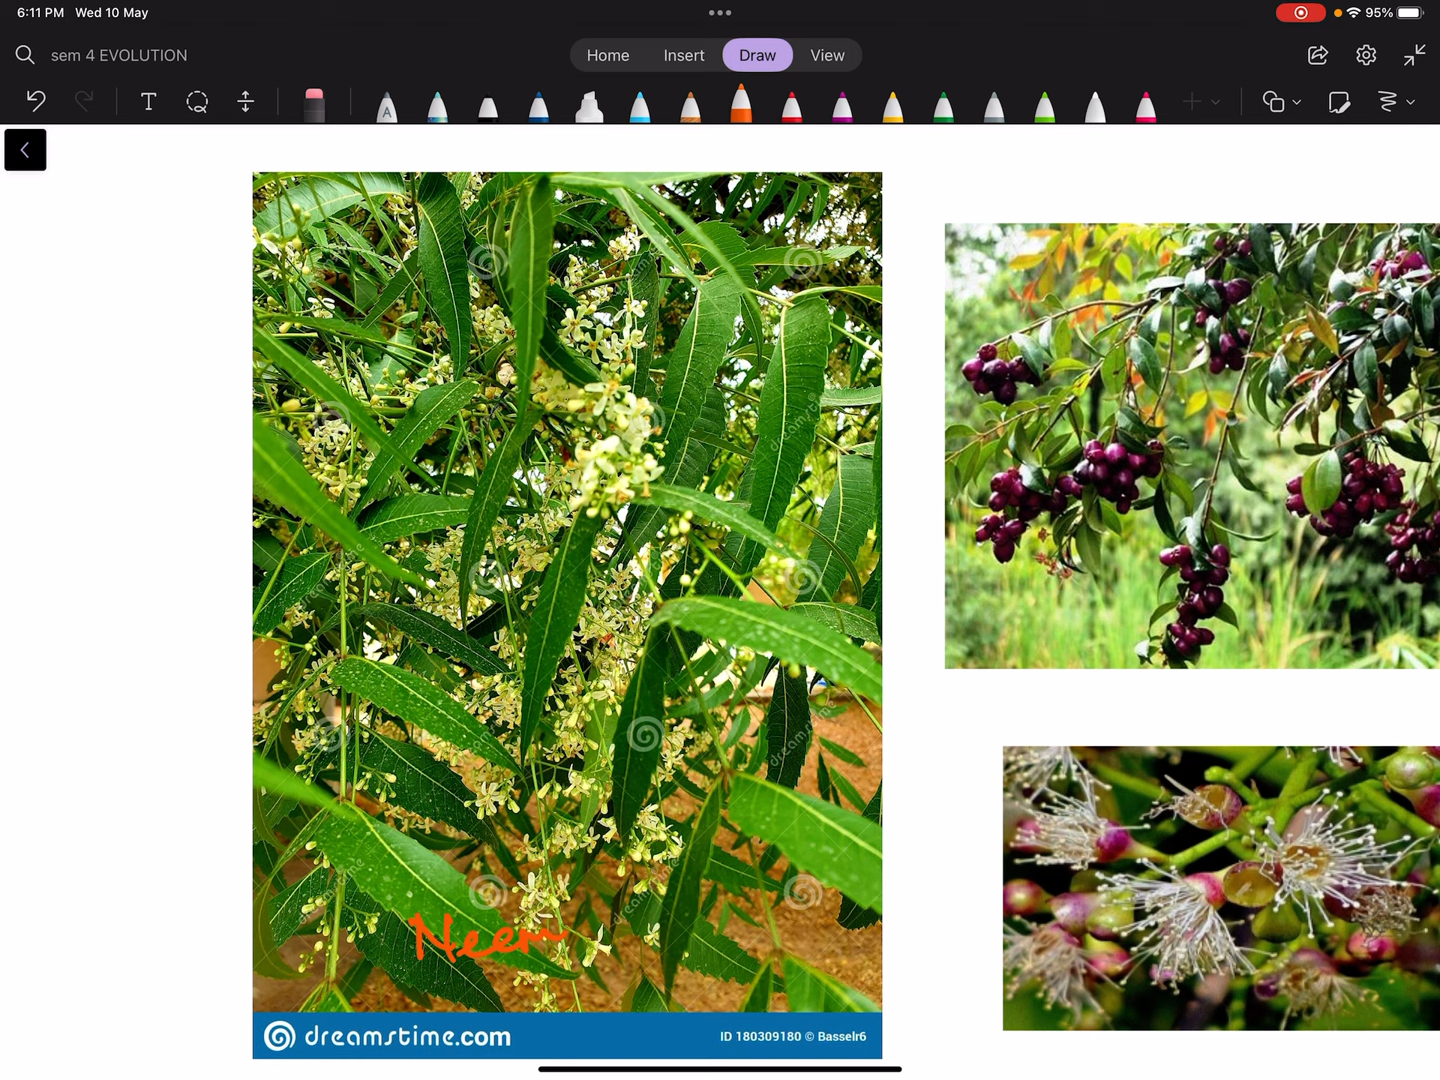 6:11 PM Wed 10 May
95%
sem 4 EVOLUTION
Home Insert Draw View
T
A
Neem
dreamstime.com
ID 180309180 © Basselr6